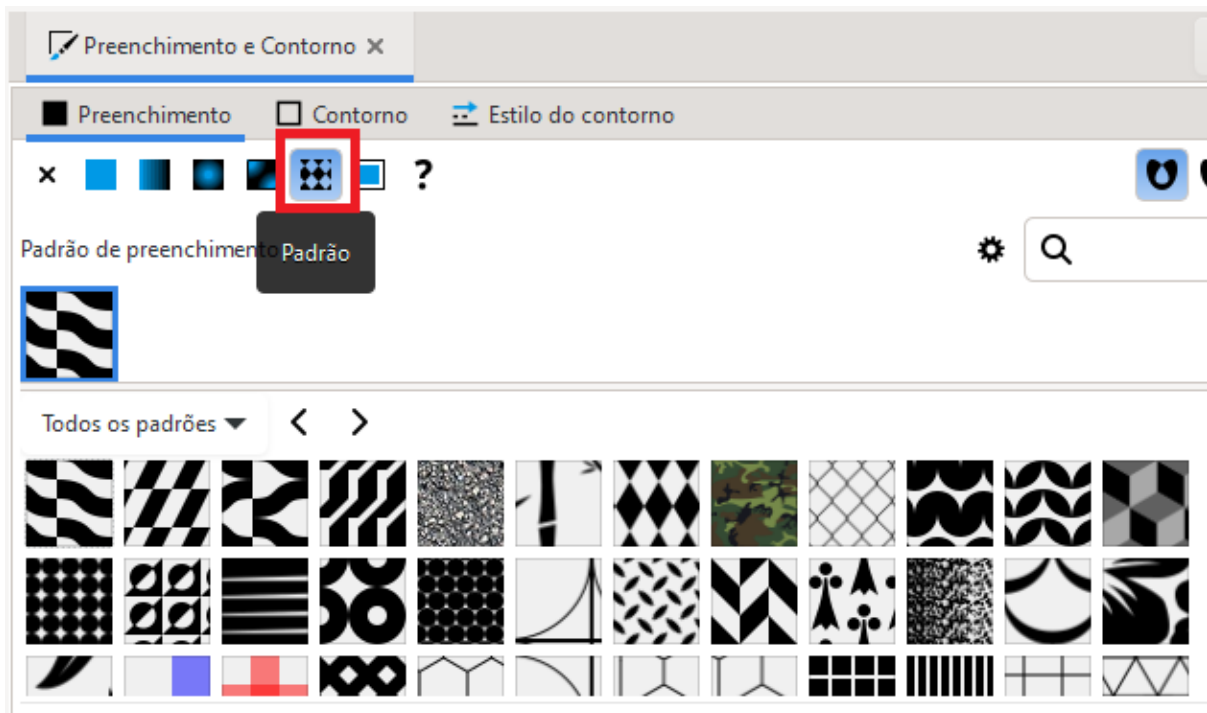 Preenchimento e Contorno
Preenchimento Contorno Estilo do contorno
?
Padrão de preenchimento
Padrão
Todos os padrões